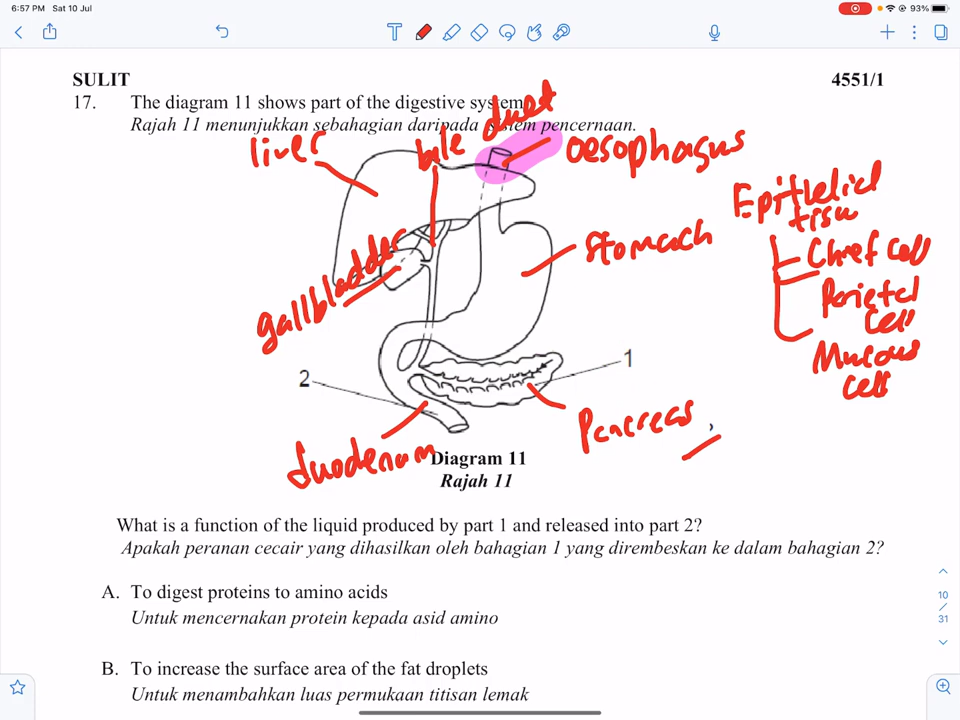 6:57 PM Sat 10 Jul
93%
SULIT
4551/1
17. The diagram 11 shows part of the digestive system
Rajah 11 menunjukkan sebahagian daripada sistem pencernaan.
liver
bile duct
oesophagus
Epithelial
tissu
Chief cell
Parietal
cell
Mucous
cell
Stomach
gallbladder
1
2
Pancreas
duodenum
Diagram 11
Rajah 11
What is a function of the liquid produced by part 1 and released into part 2?
Apakah peranan cecair yang dihasilkan oleh bahagian 1 yang dirembeskan ke dalam bahagian 2?
A. To digest proteins to amino acids
Untuk mencernakan protein kepada asid amino
B. To increase the surface area of the fat droplets
Untuk menambahkan luas permukaan titisan lemak
10
/
31